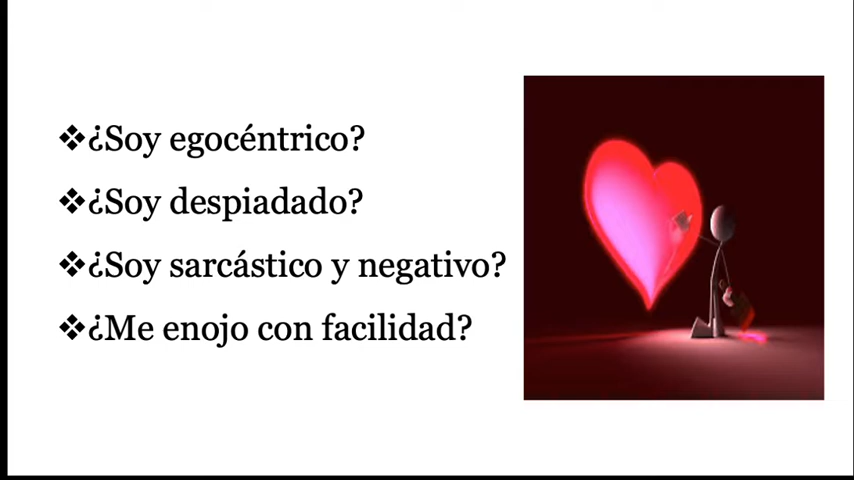 ❖¿Soy egocéntrico?
❖¿Soy despiadado?
❖¿Soy sarcástico y negativo?
❖¿Me enojo con facilidad?